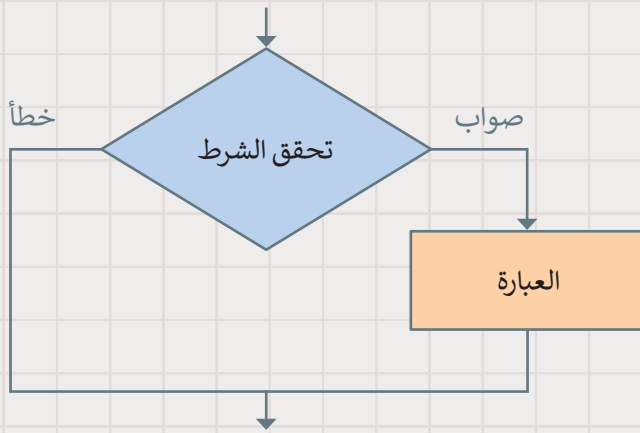 صواب
خطأ
تحقق الشرط
العبارة